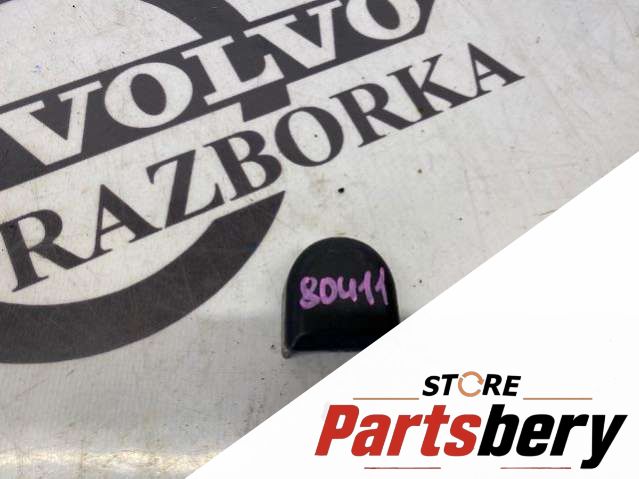 VOLVO
RAZBORKA
80411
STORE
Partsbery